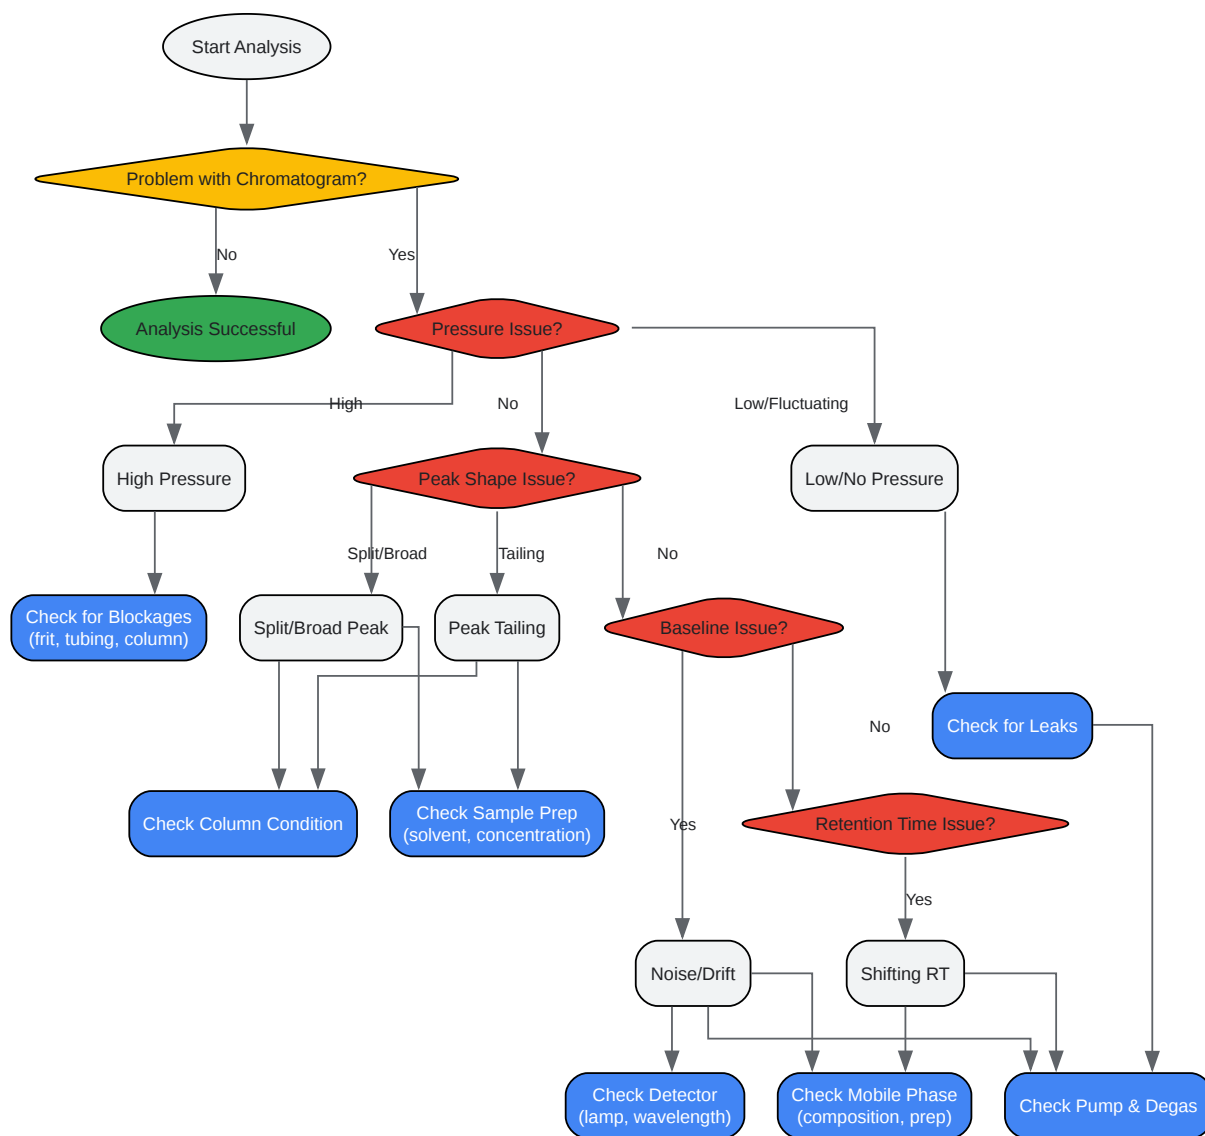 Start Analysis
Problem with Chromatogram?
No
Yes
Analysis Successful
Pressure Issue?
High
No
Low/Fluctuating
High Pressure
Peak Shape Issue?
Low/No Pressure
Split/Broad
Tailing
No
Check for Blockages
(frit, tubing, column)
Split/Broad Peak
Peak Tailing
Baseline Issue?
No
Check for Leaks
Check Column Condition
Check Sample Prep
(solvent, concentration)
Yes
Retention Time Issue?
Yes
Noise/Drift
Shifting RT
Check Detector
(lamp, wavelength)
Check Mobile Phase
(composition, prep)
Check Pump & Degas